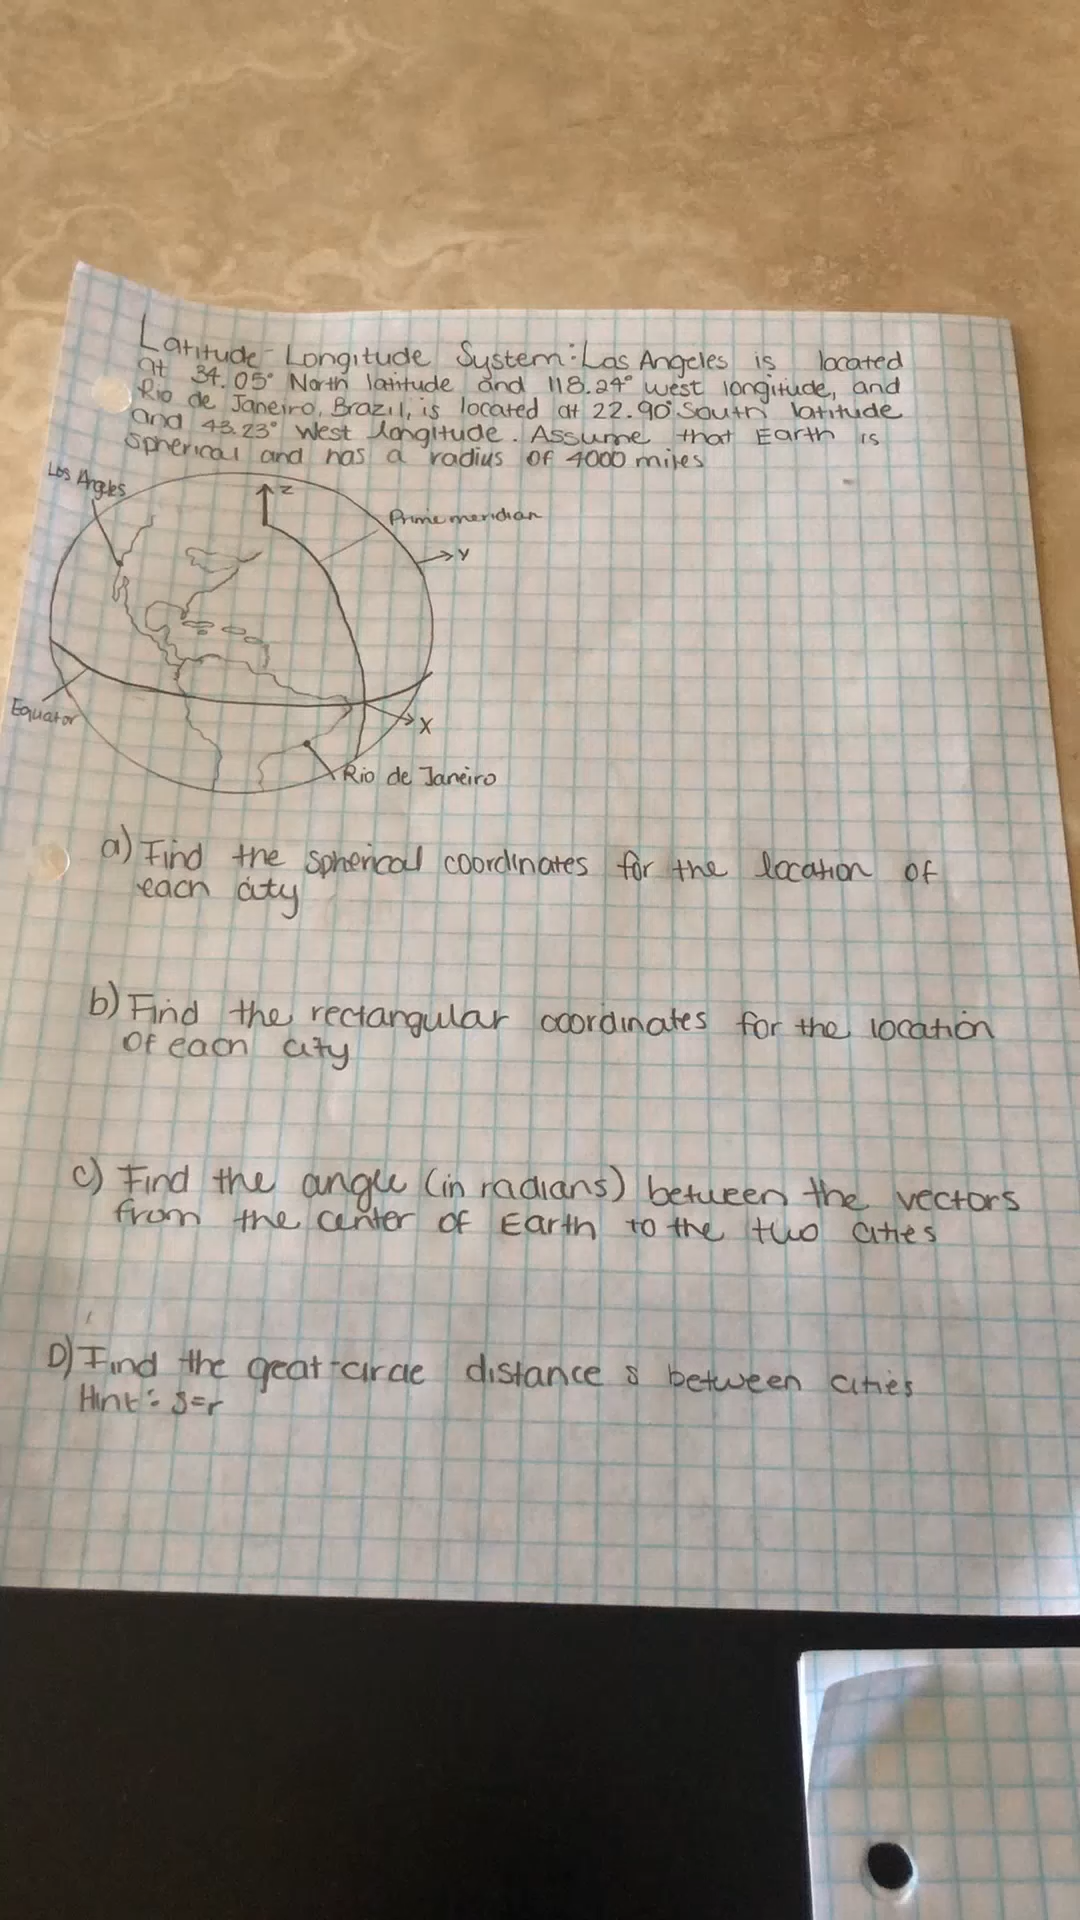 Latitude-Longitude System: Los Angeles is located
at 34.05° North latitude and 118.24° west longitude, and
Rio de Janeiro, Brazil, is located at 22.90° South latitude
and 43.23° West longitude. Assume that Earth is
spherical and has a radius of 4000 miles
Los Angeles
z
Prime meridian
Y
Equator
X
Rio de Janeiro
a) Find the spherical coordinates for the location of
each city
b) Find the rectangular coordinates for the location
of each city
c) Find the angle (in radians) between the vectors
from the center of Earth to the two cities
D) Find the great-circle distance s between cities
Hint: s=r